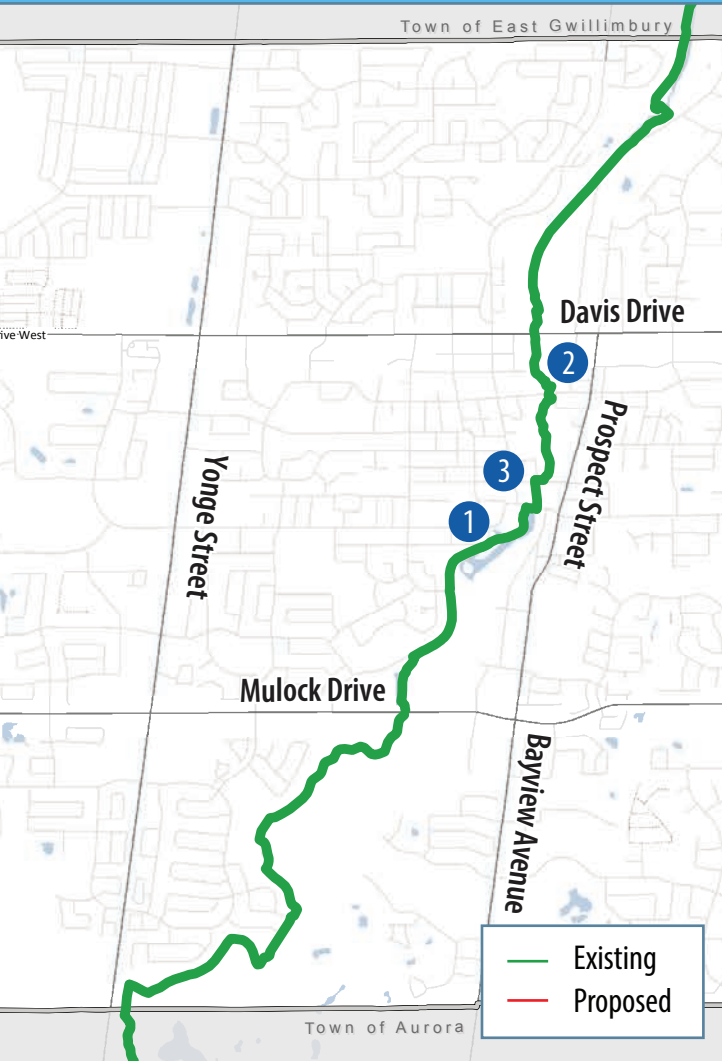 Town of East Gwillimbury
Davis Drive
ive West
2
Prospect Street
3
Yonge Street
1
Mulock Drive
Bayview Avenue
Existing
Proposed
Town of Aurora